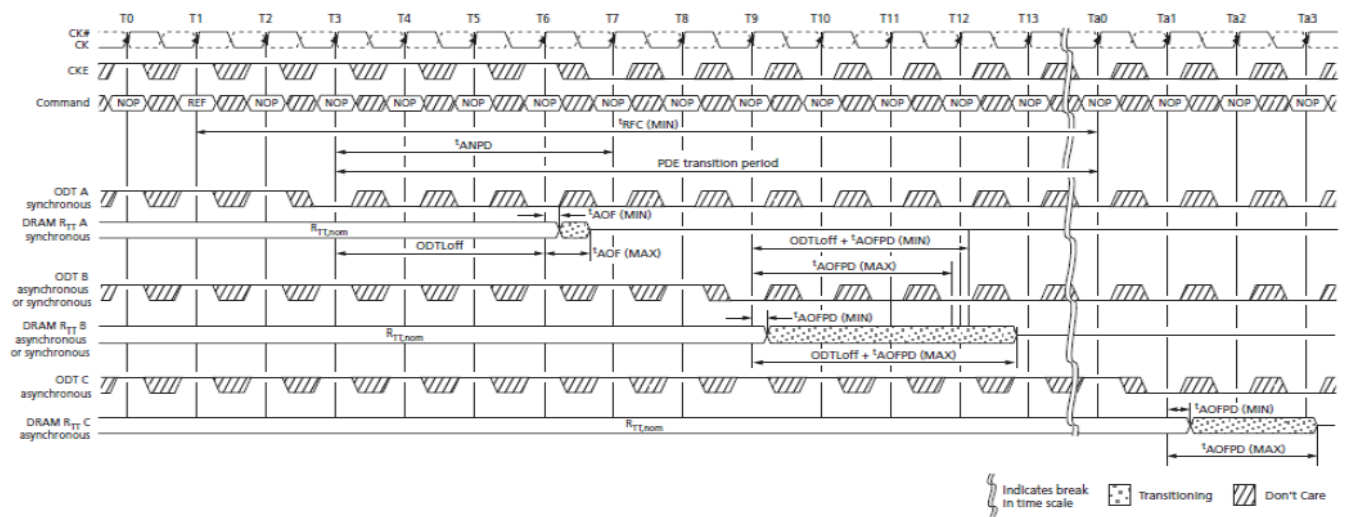 T0 T1 T2 T3 T4 T5 T6 T7 T8 T9 T10 T11 T12 T13 Ta0 Ta1 Ta2 Ta3
CK#
CK
CKE
Command NOP REF NOP NOP NOP NOP NOP NOP NOP NOP NOP NOP NOP NOP NOP NOP NOP NOP
tRFC (MIN)
tANPD
PDE transition period
ODT A
synchronous
tAOF (MIN)
DRAM RTT A
synchronous
RTT,nom
ODTLoff
tAOF (MAX)
ODTLoff + tAOFPD (MIN)
tAOFPD (MAX)
ODT B
asynchronous
or synchronous
tAOFPD (MIN)
DRAM RTT B
asynchronous
or synchronous
RTT,nom
ODTLoff + tAOFPD (MAX)
ODT C
asynchronous
tAOFPD (MIN)
DRAM RTT C
asynchronous
RTT,nom
tAOFPD (MAX)
Indicates break
in time scale
Transitioning
Don't Care